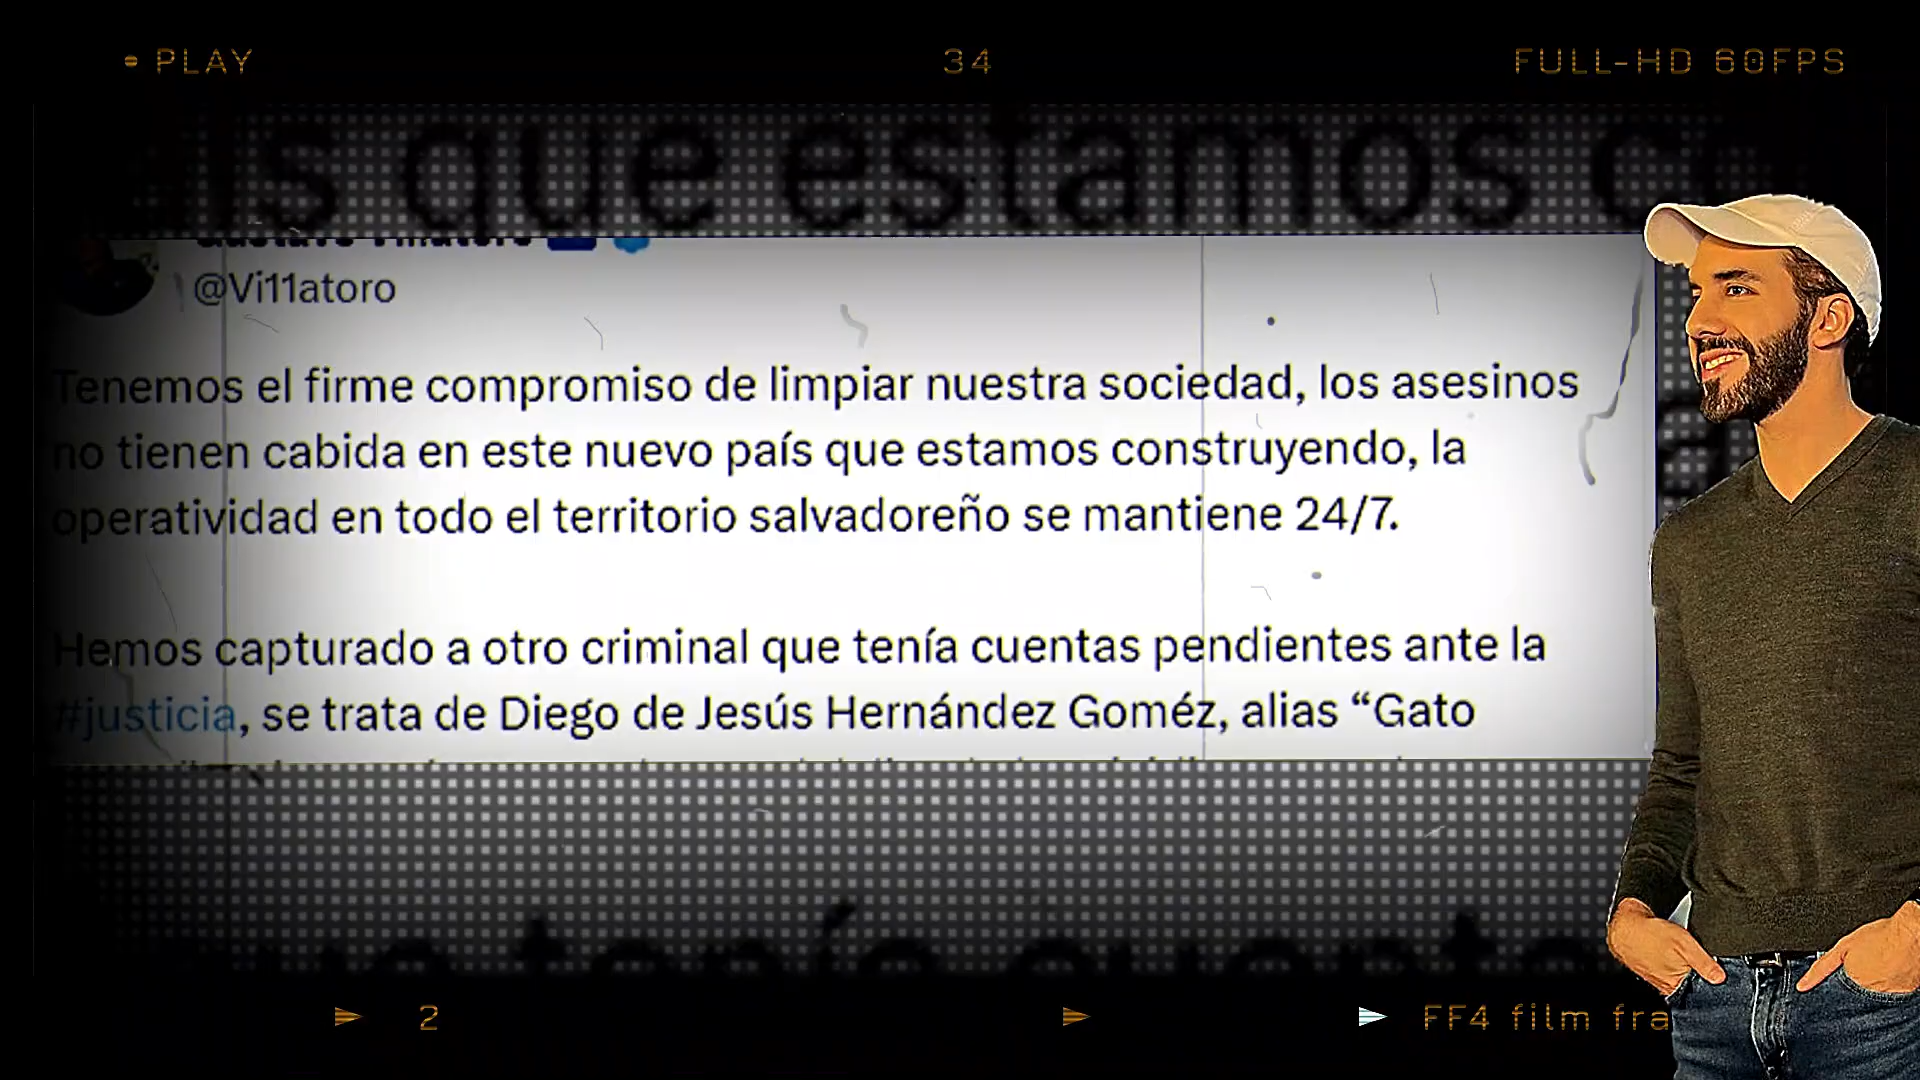 PLAY
34
FULL-HD 60FPS
s que estamos c
@Vi11atoro
Tenemos el firme compromiso de limpiar nuestra sociedad, los asesinos
no tienen cabida en este nuevo país que estamos construyendo, la
operatividad en todo el territorio salvadoreño se mantiene 24/7.
Hemos capturado a otro criminal que tenía cuentas pendientes ante la
#justicia, se trata de Diego de Jesús Hernández Goméz, alias “Gato
2
FF4 film fra